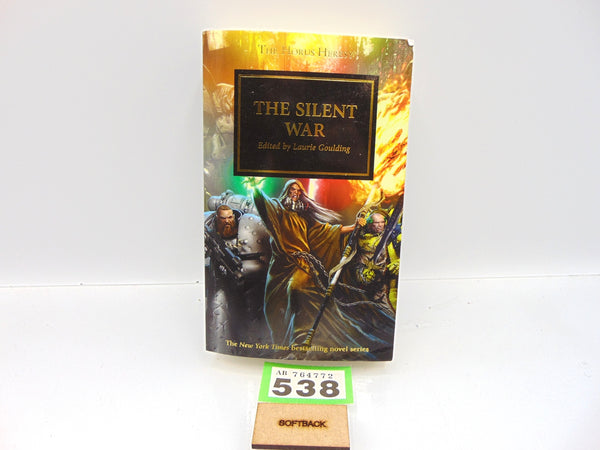 THE HORUS HERESY
THE SILENT
WAR
Edited by Laurie Goulding
The New York Times bestselling novel series
AR 764772
538
SOFTBACK